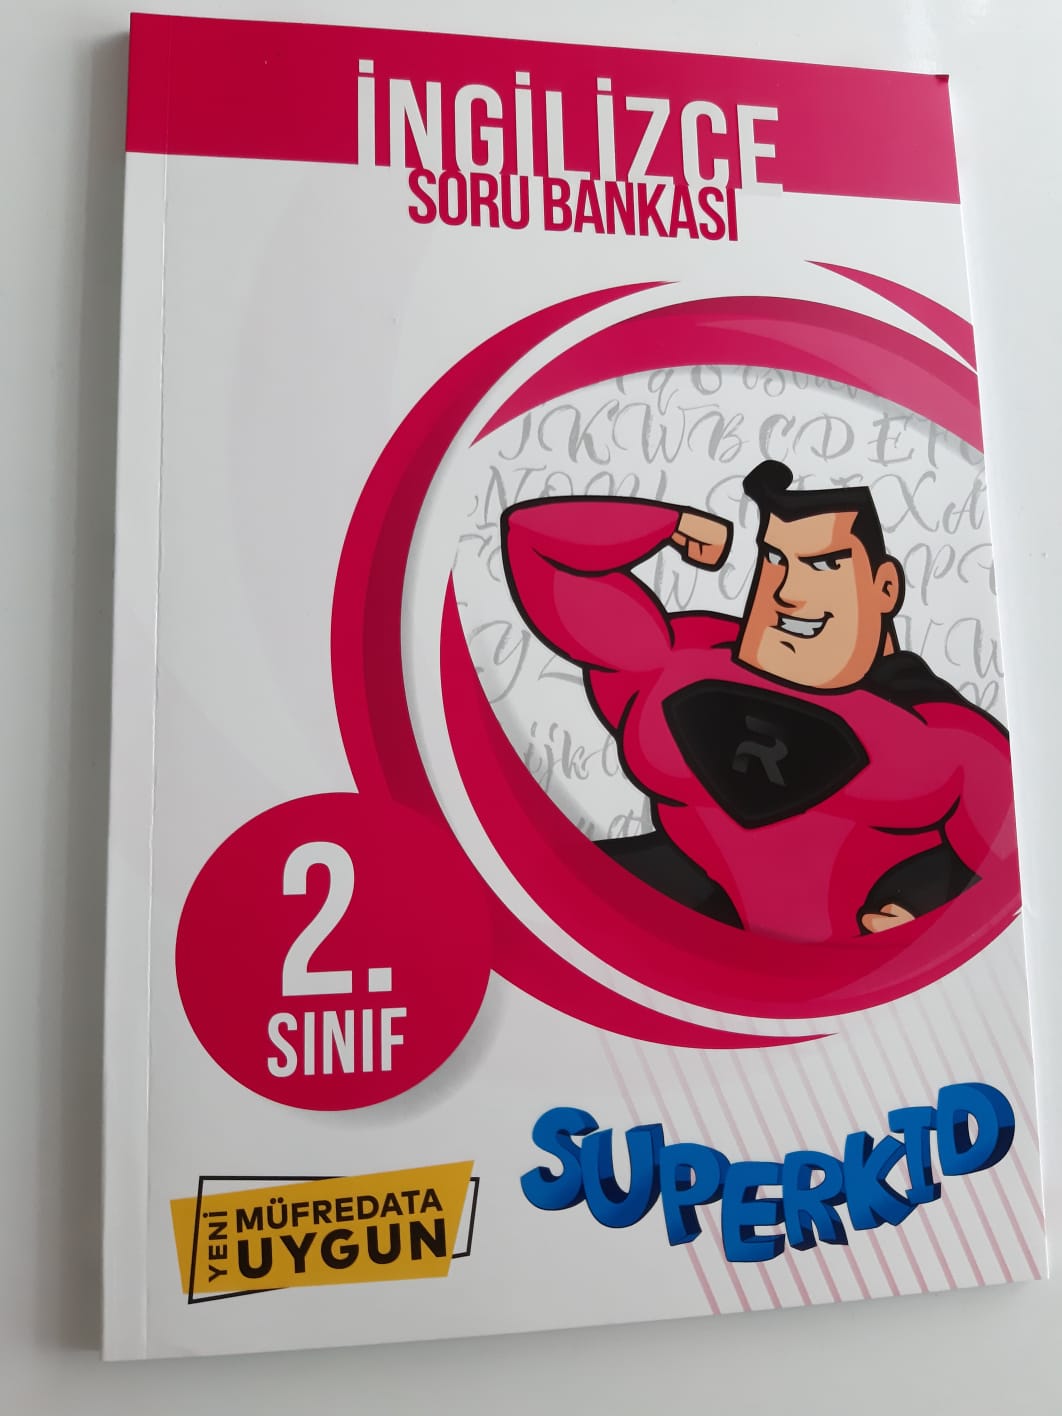 İNGİLİZCE
SORU BANKASI
R
2.
SINIF
SUPERKID
YENİ
MÜFREDATA
UYGUN